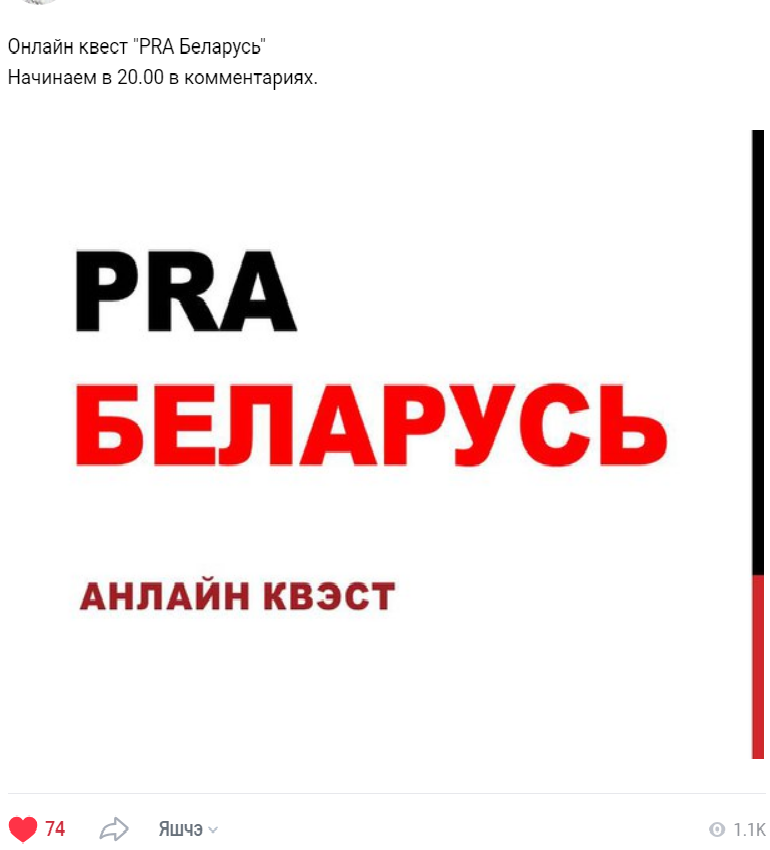 Онлайн квест "PRA Беларусь"
Начинаем в 20.00 в комментариях.
PRA
БЕЛАРУСЬ
АНЛАЙН КВЭСТ
74 Яшчэ 1.1K